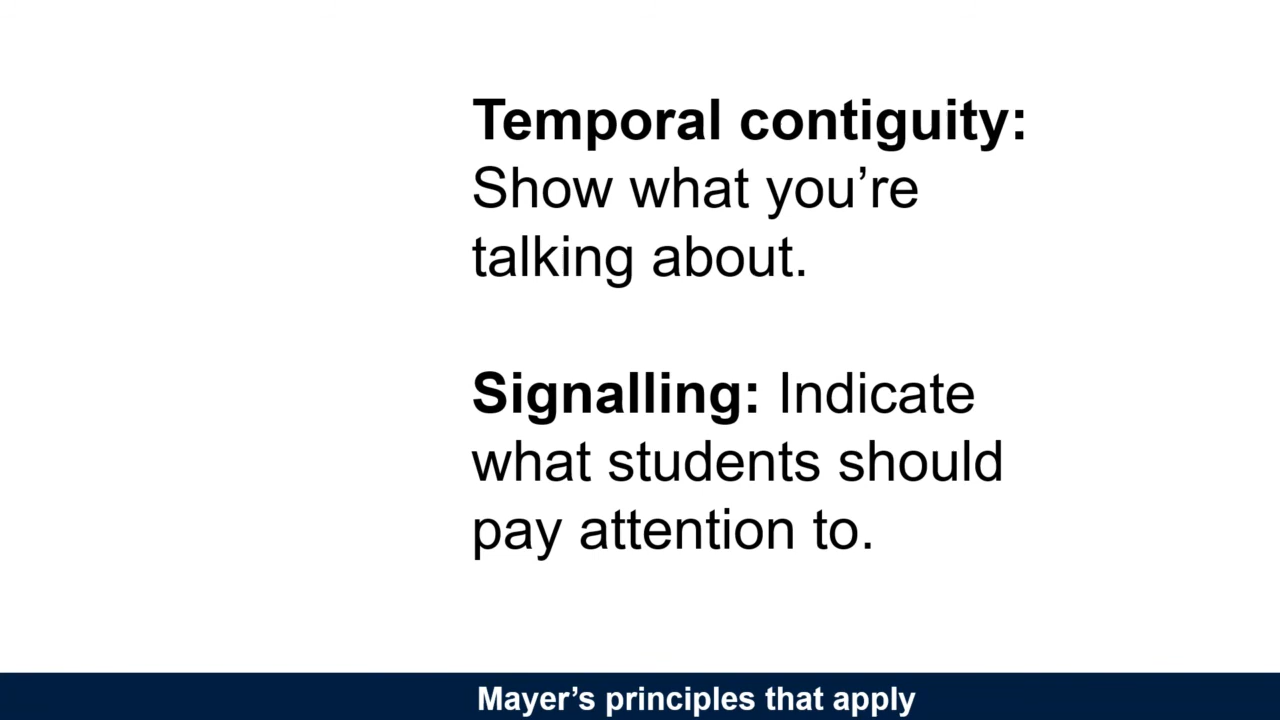 Temporal contiguity:
Show what you’re
talking about.
Signalling: Indicate
what students should
pay attention to.
Mayer’s principles that apply